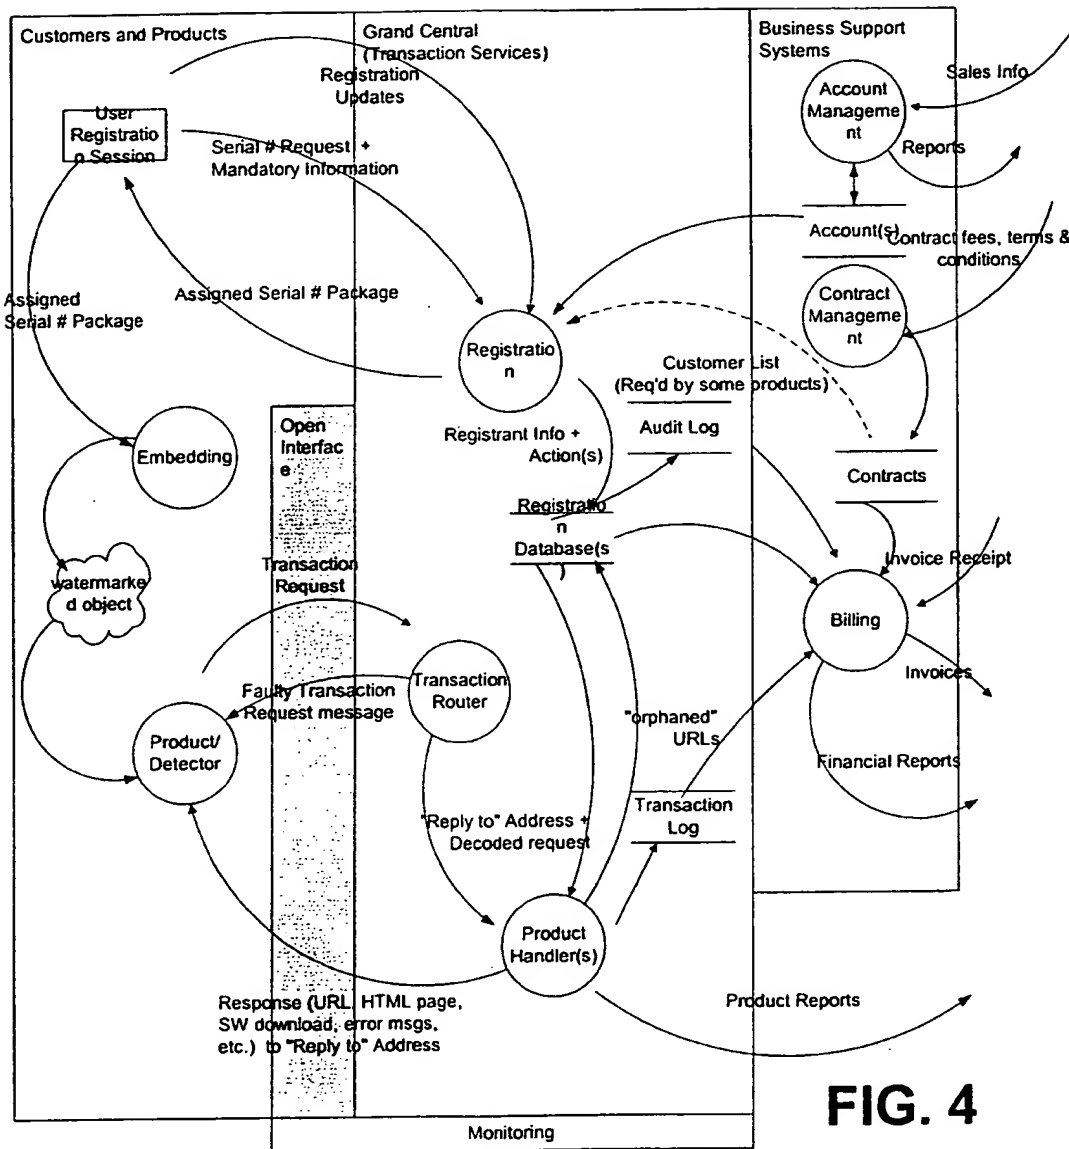 Customers and Products
Grand Central
(Transaction Services)
Business Support
Systems
Registration
Updates
Sales Info
Account
Manageme
nt
User
Registratio
n Session
Serial # Request +
Mandatory Information
Reports
Account(s)
Contract fees, terms &
conditions
Assigned
Serial # Package
Assigned Serial # Package
Contract
Manageme
nt
Registratio
n
Customer List
(Req'd by some products)
Open
Interfac
e
Registrant Info +
Action(s)
Audit Log
Embedding
Contracts
Registratio
n
Database(s
)
Transaction
Request
Invoice Receipt
watermarke
d object
Billing
Invoices
Faulty Transaction
Request message
Transaction
Router
"orphaned"
URLs
Product/
Detector
Financial Reports
"Reply to" Address +
Decoded request
Transaction
Log
Product
Handler(s)
Response (URL, HTML page,
SW download, error msgs,
etc.) to "Reply to" Address
Product Reports
FIG. 4
Monitoring